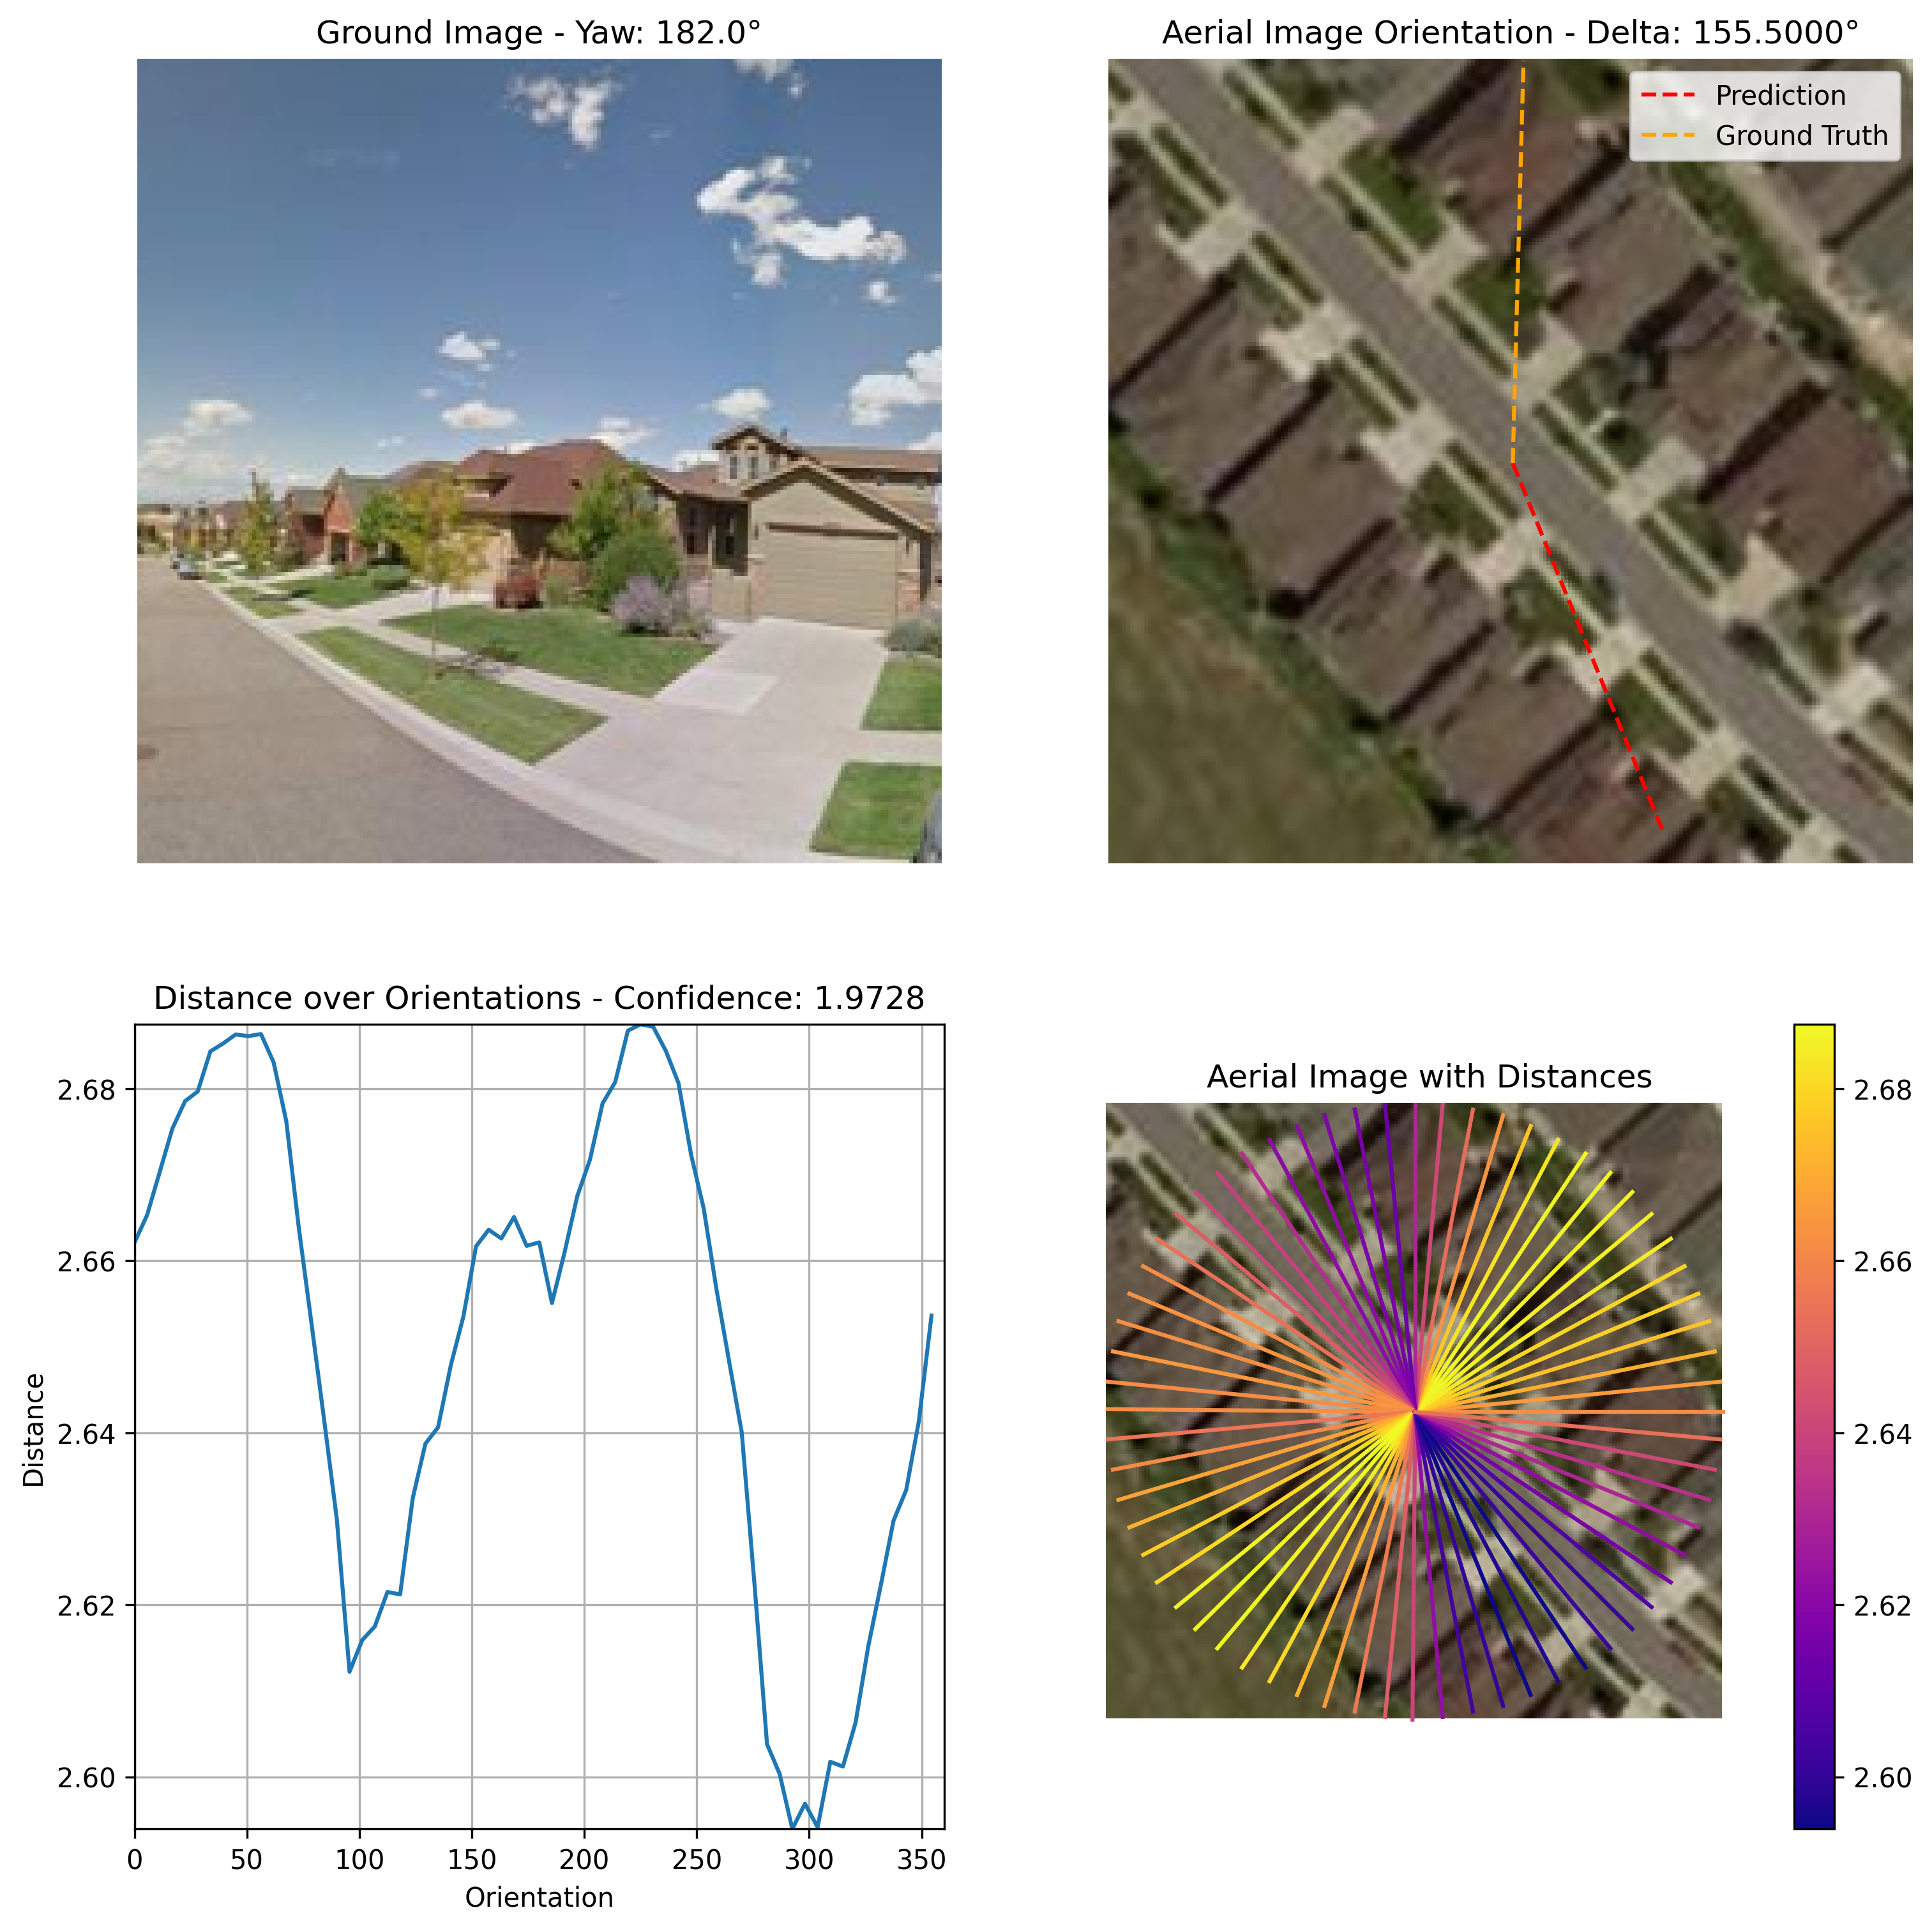 Ground Image - Yaw: 182.0°
Aerial Image Orientation - Delta: 155.5000°
Prediction
Ground Truth
Distance over Orientations - Confidence: 1.9728
Distance
2.68
2.66
2.64
2.62
2.60
0 50 100 150 200 250 300 350
Orientation
Aerial Image with Distances
2.68
2.66
2.64
2.62
2.60